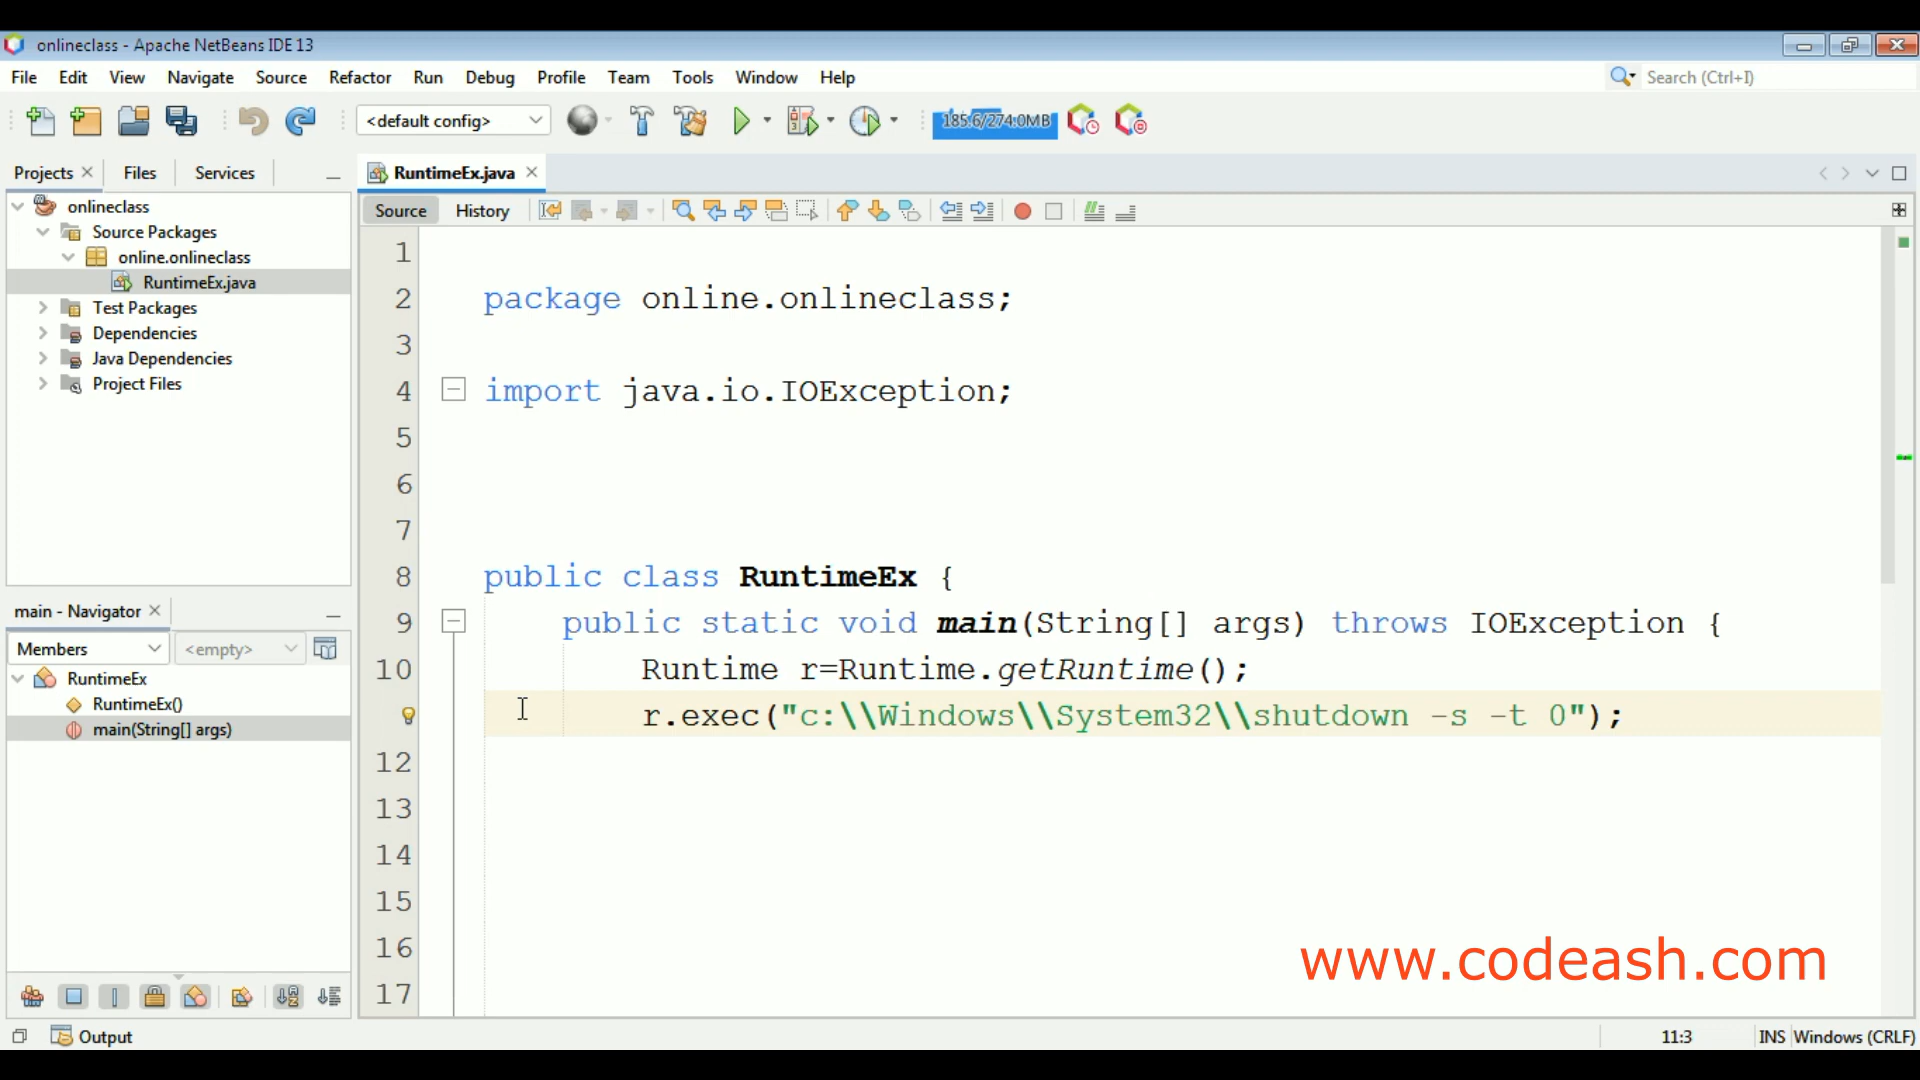 onlineclass - Apache NetBeans IDE 13
File Edit View Navigate Source Refactor Run Debug Profile Team Tools Window Help
Search (Ctrl+I)
<default config>
185.6/274.0MB
Projects Files Services
RuntimeEx.java
onlineclass
Source Packages
online.onlineclass
RuntimeEx.java
Test Packages
Dependencies
Java Dependencies
Project Files
main - Navigator
Members <empty>
RuntimeEx
RuntimeEx()
main(String[] args)
Source History
1
2 package online.onlineclass;
3
4 import java.io.IOException;
5
6
7
8 public class RuntimeEx {
9 public static void main(String[] args) throws IOException {
10 Runtime r=Runtime.getRuntime();
r.exec("c:\\Windows\\System32\\shutdown -s -t 0");
12
13
14
15
16
17
www.codeash.com
Output
11:3 INS Windows (CRLF)